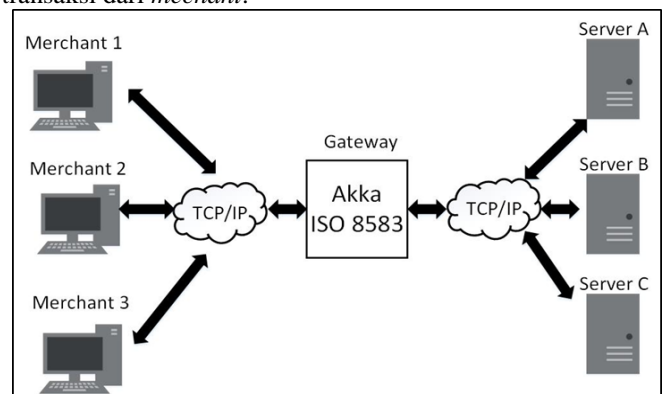 transaksi dari mechant.
Merchant 1
Merchant 2
Merchant 3
TCP/IP
Gateway
Akka
ISO 8583
TCP/IP
Server A
Server B
Server C